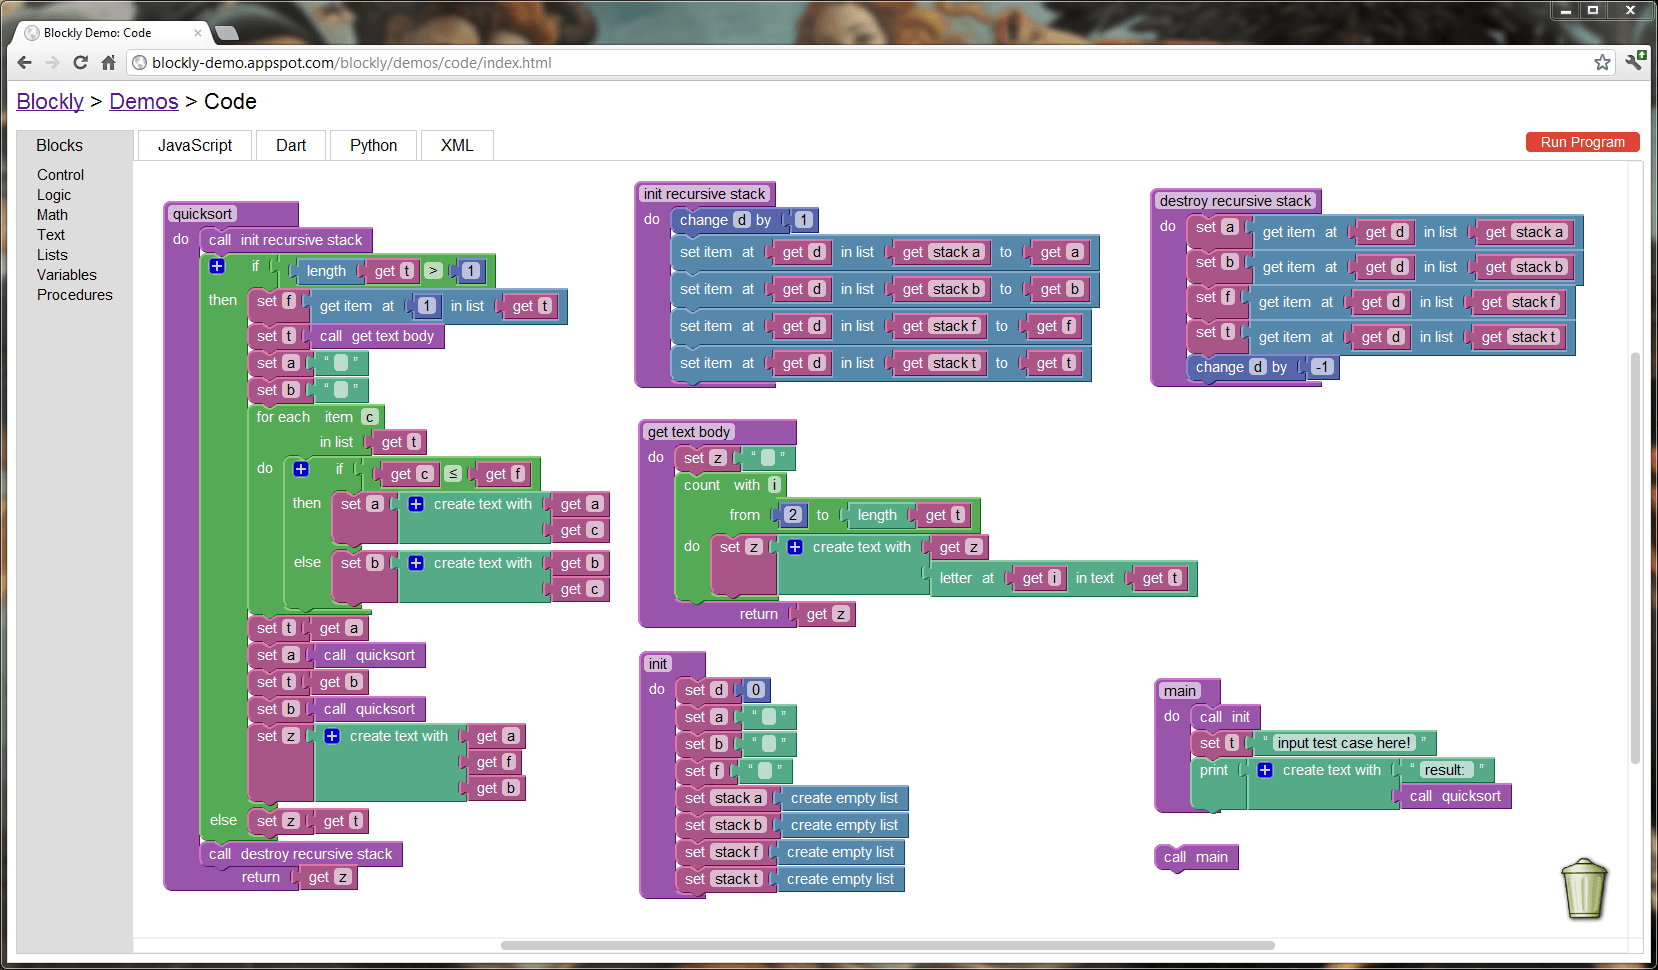 Blockly Demo: Code
blockly-demo.appspot.com/blockly/demos/code/index.html
Blockly > Demos > Code
Blocks
JavaScript
Dart
Python
XML
Run Program
Control
Logic
Math
Text
Lists
Variables
Procedures
quicksort
do call init recursive stack
if length get t > 1
then set f get item at 1 in list get t
set t call get text body
set a “ ”
set b “ ”
for each item c
in list get t
do if get c ≤ get f
then set a create text with get a
get c
else set b create text with get b
get c
set t get a
set a call quicksort
set t get b
set b call quicksort
set z create text with get a
get f
get b
else set z get t
call destroy recursive stack
return get z
init recursive stack
do change d by 1
set item at get d in list get stack a to get a
set item at get d in list get stack b to get b
set item at get d in list get stack f to get f
set item at get d in list get stack t to get t
get text body
do set z “ ”
count with i
from 2 to length get t
do set z create text with get z
letter at get i in text get t
return get z
init
do set d 0
set a “ ”
set b “ ”
set f “ ”
set stack a create empty list
set stack b create empty list
set stack f create empty list
set stack t create empty list
destroy recursive stack
do set a get item at get d in list get stack a
set b get item at get d in list get stack b
set f get item at get d in list get stack f
set t get item at get d in list get stack t
change d by -1
main
do call init
set t “ input test case here! ”
print create text with “ result: ”
call quicksort
call main